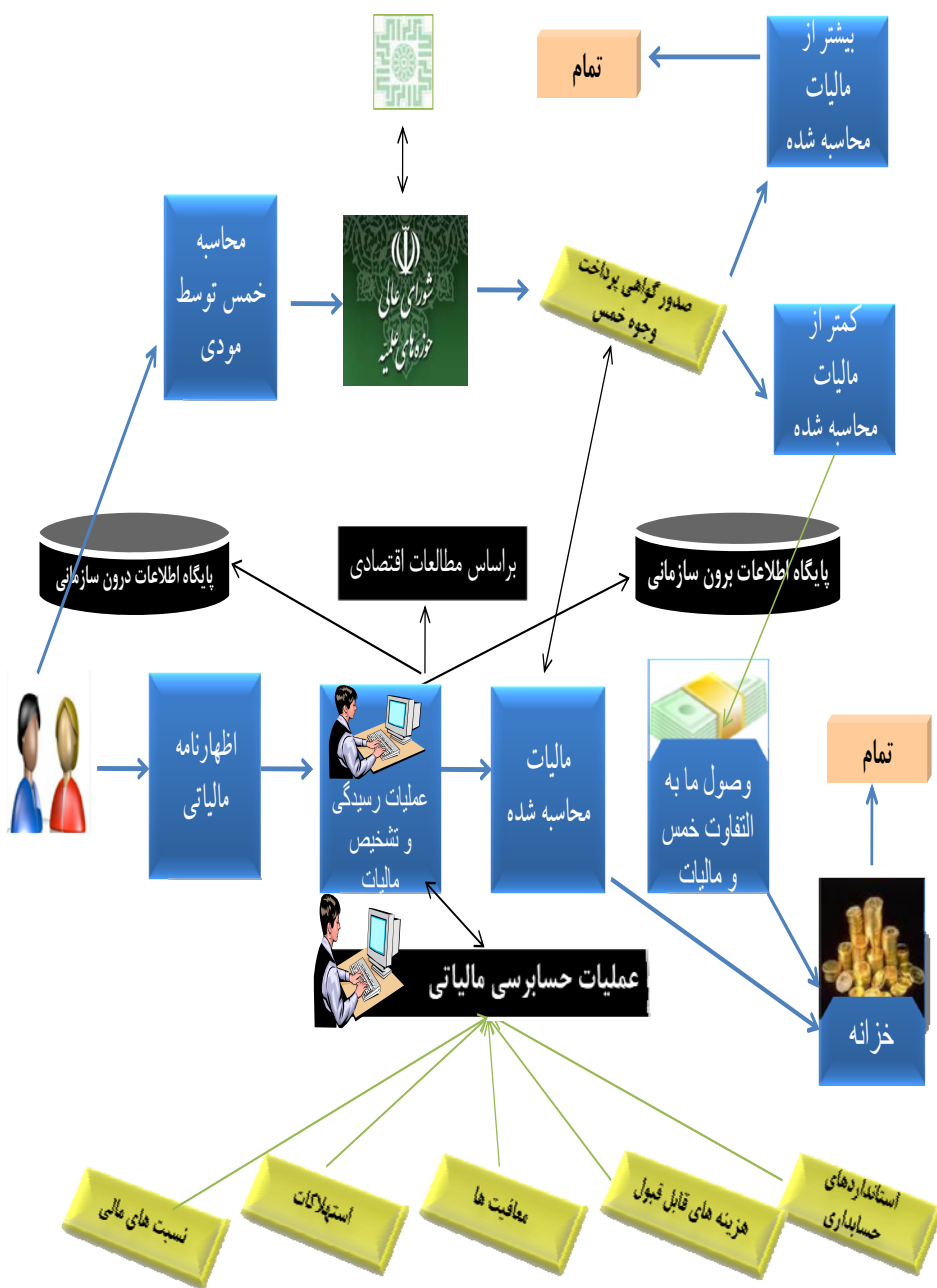 بیشتر از
مالیات
محاسبه شده
تمام
محاسبه
خمس توسط
مودی
شورای عالی
حوزه‌های علمیه
صدور گواهی پرداخت
وجوه خمس
کمتر از
مالیات
محاسبه شده
پایگاه اطلاعات برون سازمانی
براساس مطالعات اقتصادی
پایگاه اطلاعات درون سازمانی
اظهارنامه
مالیاتی
عملیات رسیدگی
و تشخیص
مالیات
مالیات
محاسبه شده
وصول ما به
التفاوت خمس
و مالیات
تمام
خزانه
عملیات حسابرسی مالیاتی
استانداردهای
حسابداری
هزینه های قابل قبول
معافیت ها
استهلاکات
نسبت های مالی